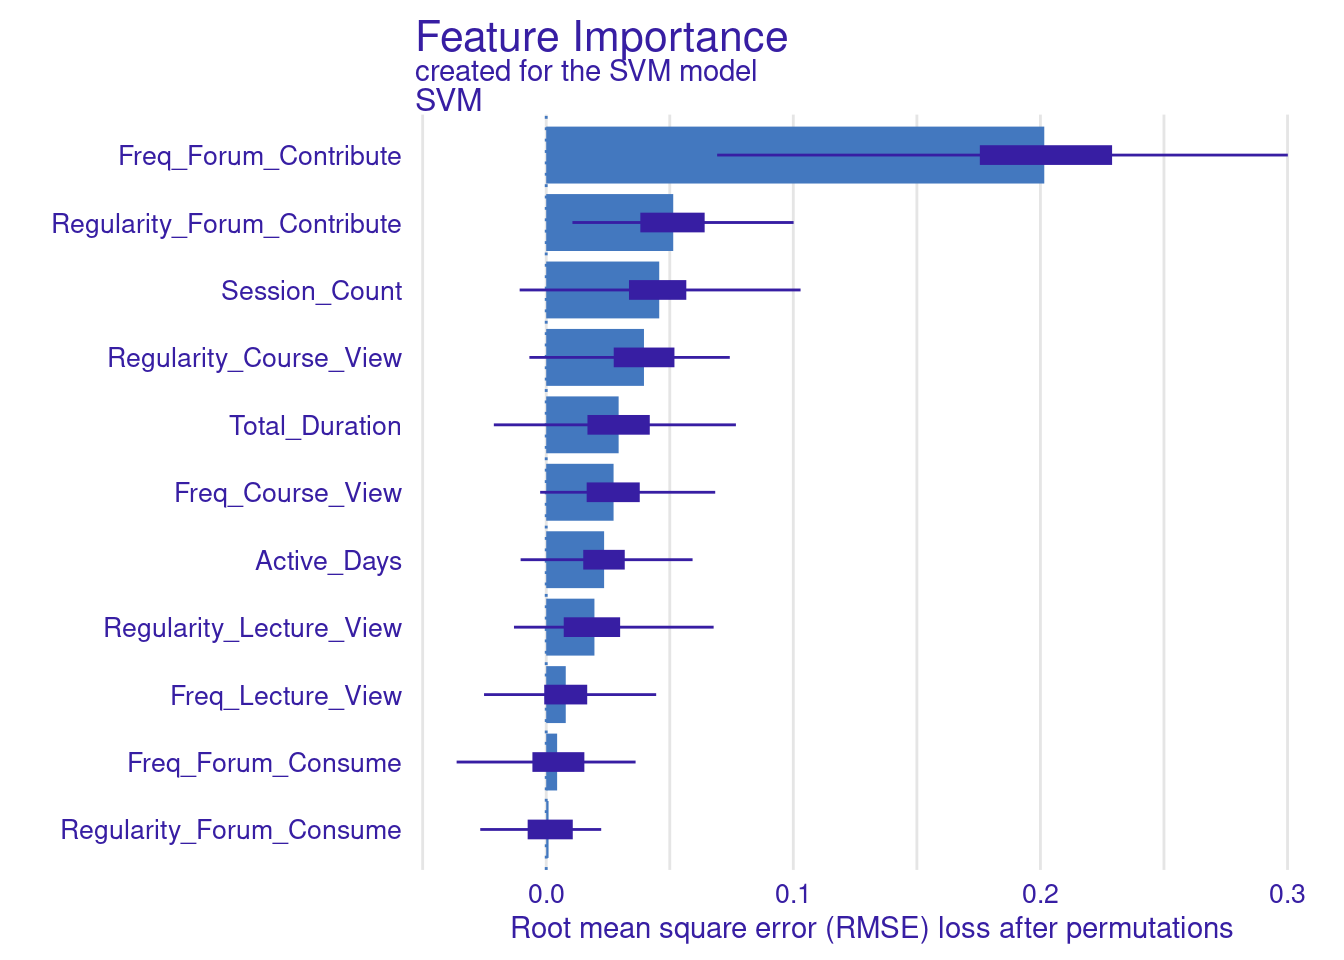 Feature Importance
created for the SVM model
SVM
Freq_Forum_Contribute
Regularity_Forum_Contribute
Session_Count
Regularity_Course_View
Total_Duration
Freq_Course_View
Active_Days
Regularity_Lecture_View
Freq_Lecture_View
Freq_Forum_Consume
Regularity_Forum_Consume
0.0 0.1 0.2 0.3
Root mean square error (RMSE) loss after permutations